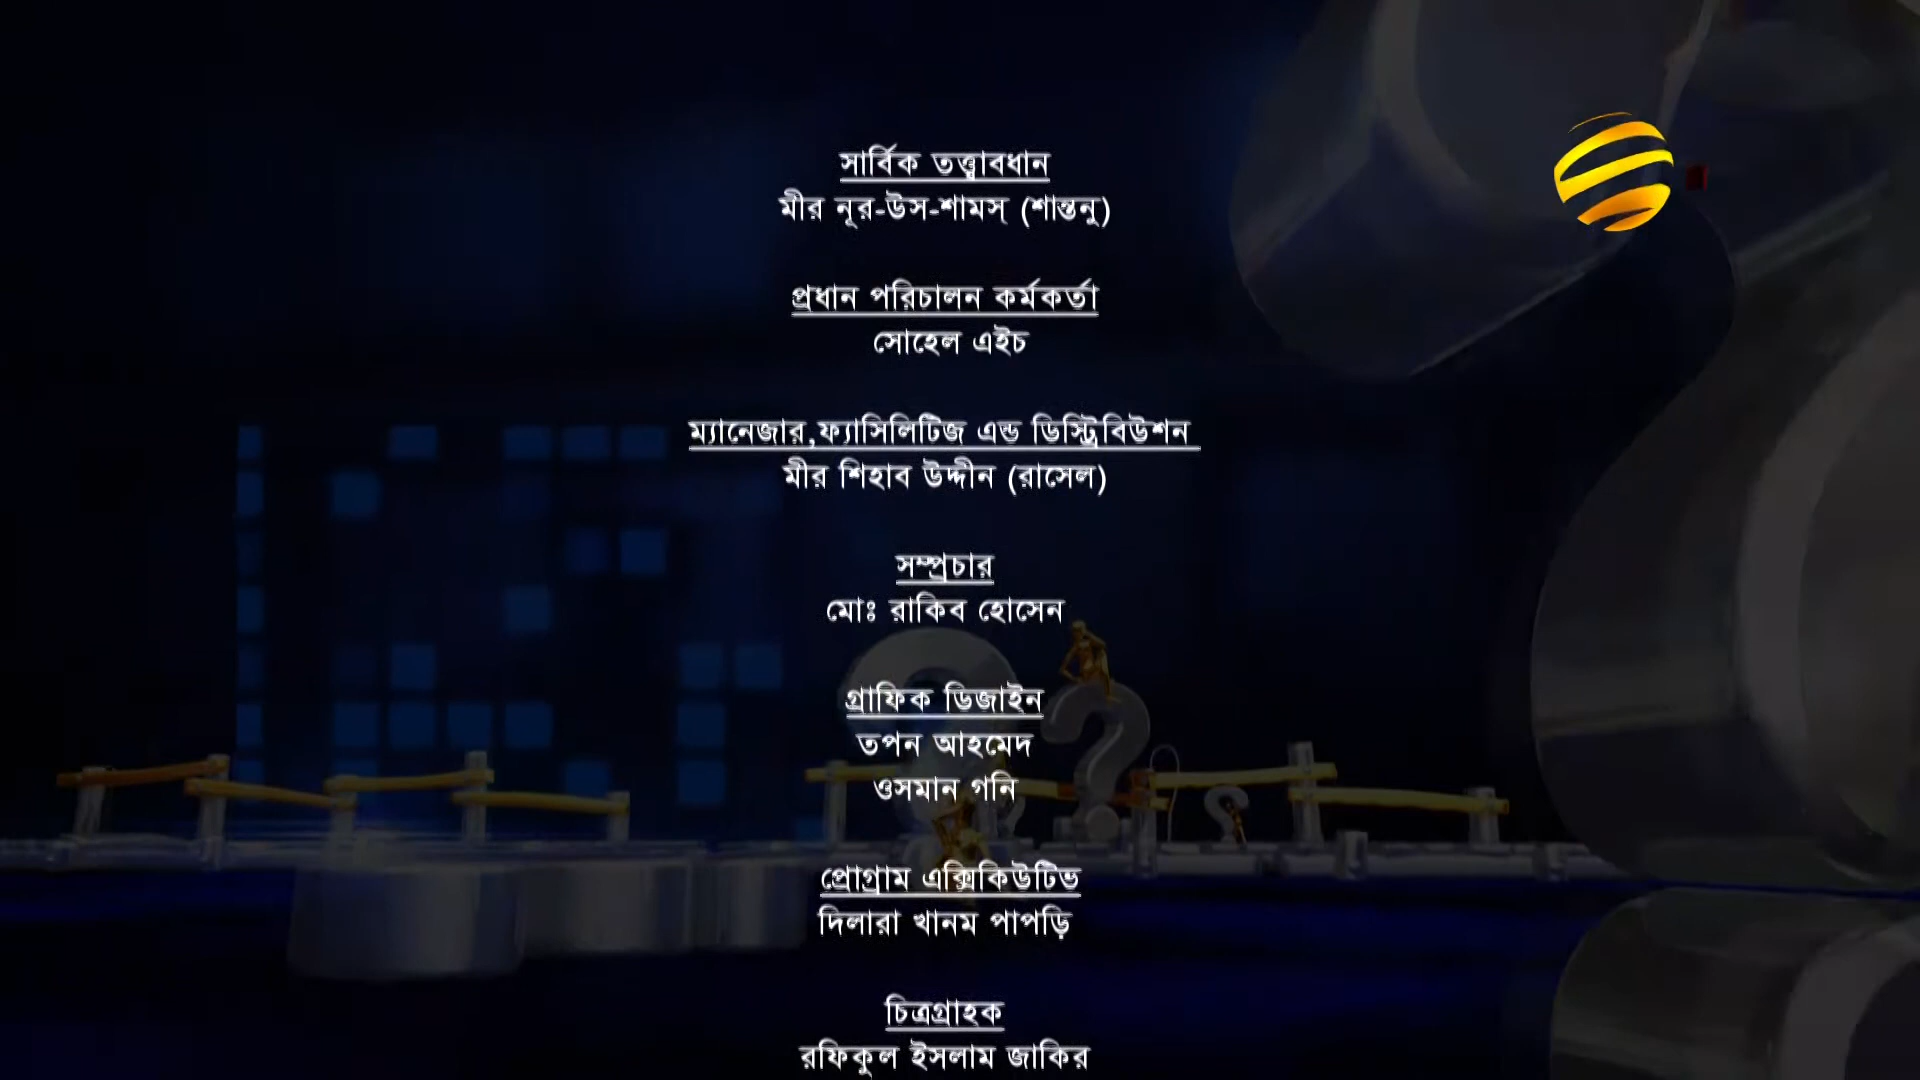 সার্বিক তত্ত্বাবধান
মীর নূর-উস-শামস্ (শান্তনু)
প্রধান পরিচালন কর্মকর্তা
সোহেল এইচ
ম্যানেজার,ফ্যাসিলিটিজ এন্ড ডিস্ট্রিবিউশন
মীর শিহাব উদ্দীন (রাসেল)
সম্প্রচার
মোঃ রাকিব হোসেন
গ্রাফিক ডিজাইন
তপন আহমেদ
ওসমান গনি
প্রোগ্রাম এক্সিকিউটিভ
দিলারা খানম পাপড়ি
চিত্রগ্রাহক
রফিকুল ইসলাম জাকির